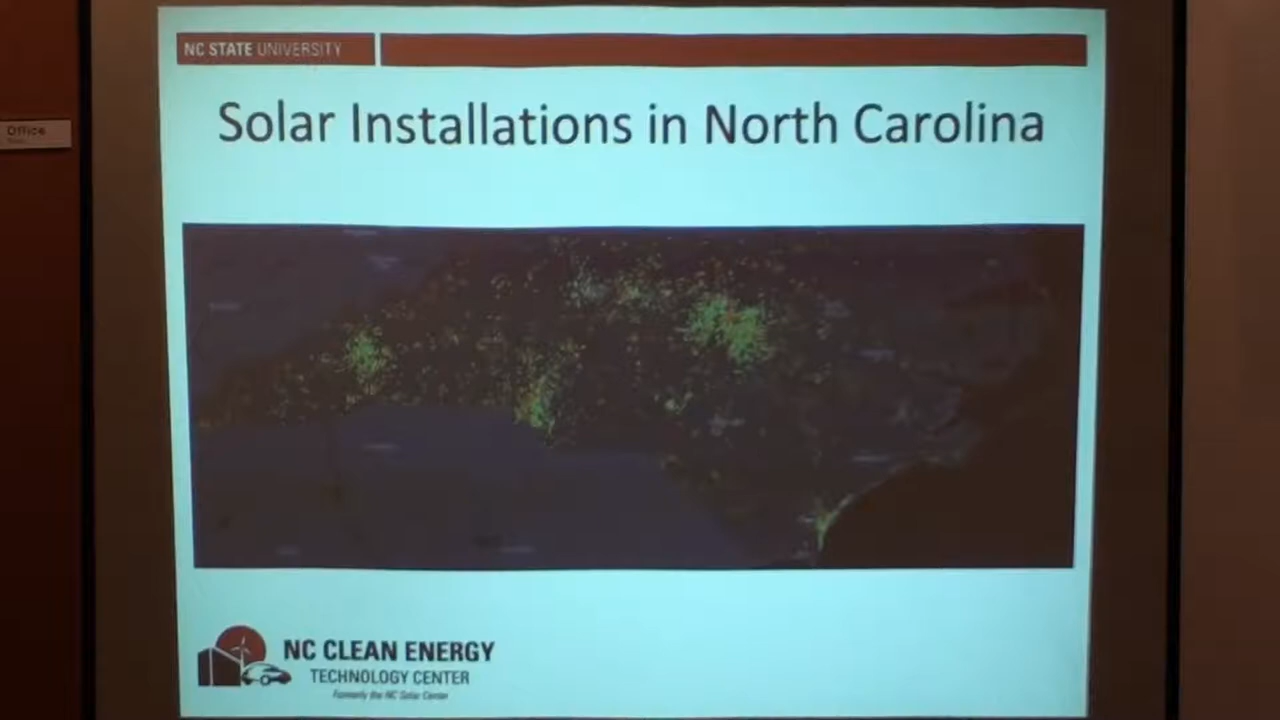 NC STATE UNIVERSITY
Office
Solar Installations in North Carolina
NC CLEAN ENERGY
TECHNOLOGY CENTER
Formerly the NC Solar Center